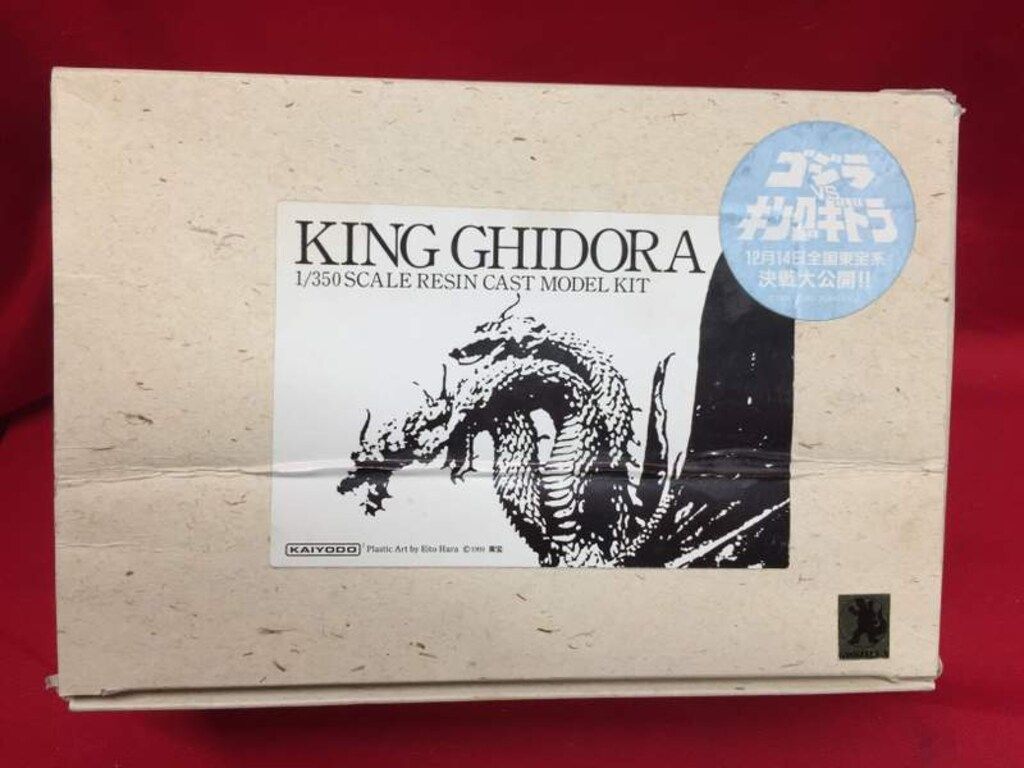 KING GHIDORA
1/350 SCALE RESIN CAST MODEL KIT
ゴジラ
VS
キングギドラ
12月14日全国東宝系
決戦大公開!!
KAIYODO Plastic Art by Eito Hara © 東宝